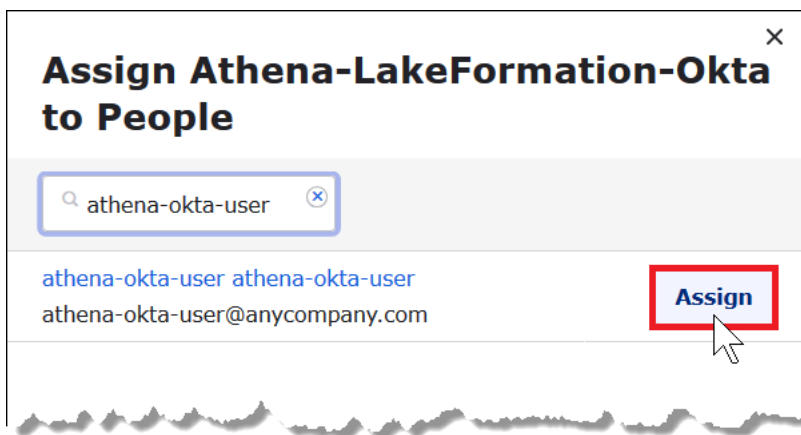 Assign Athena-LakeFormation-Okta
to People
athena-okta-user
athena-okta-user athena-okta-user
athena-okta-user@anycompany.com
Assign